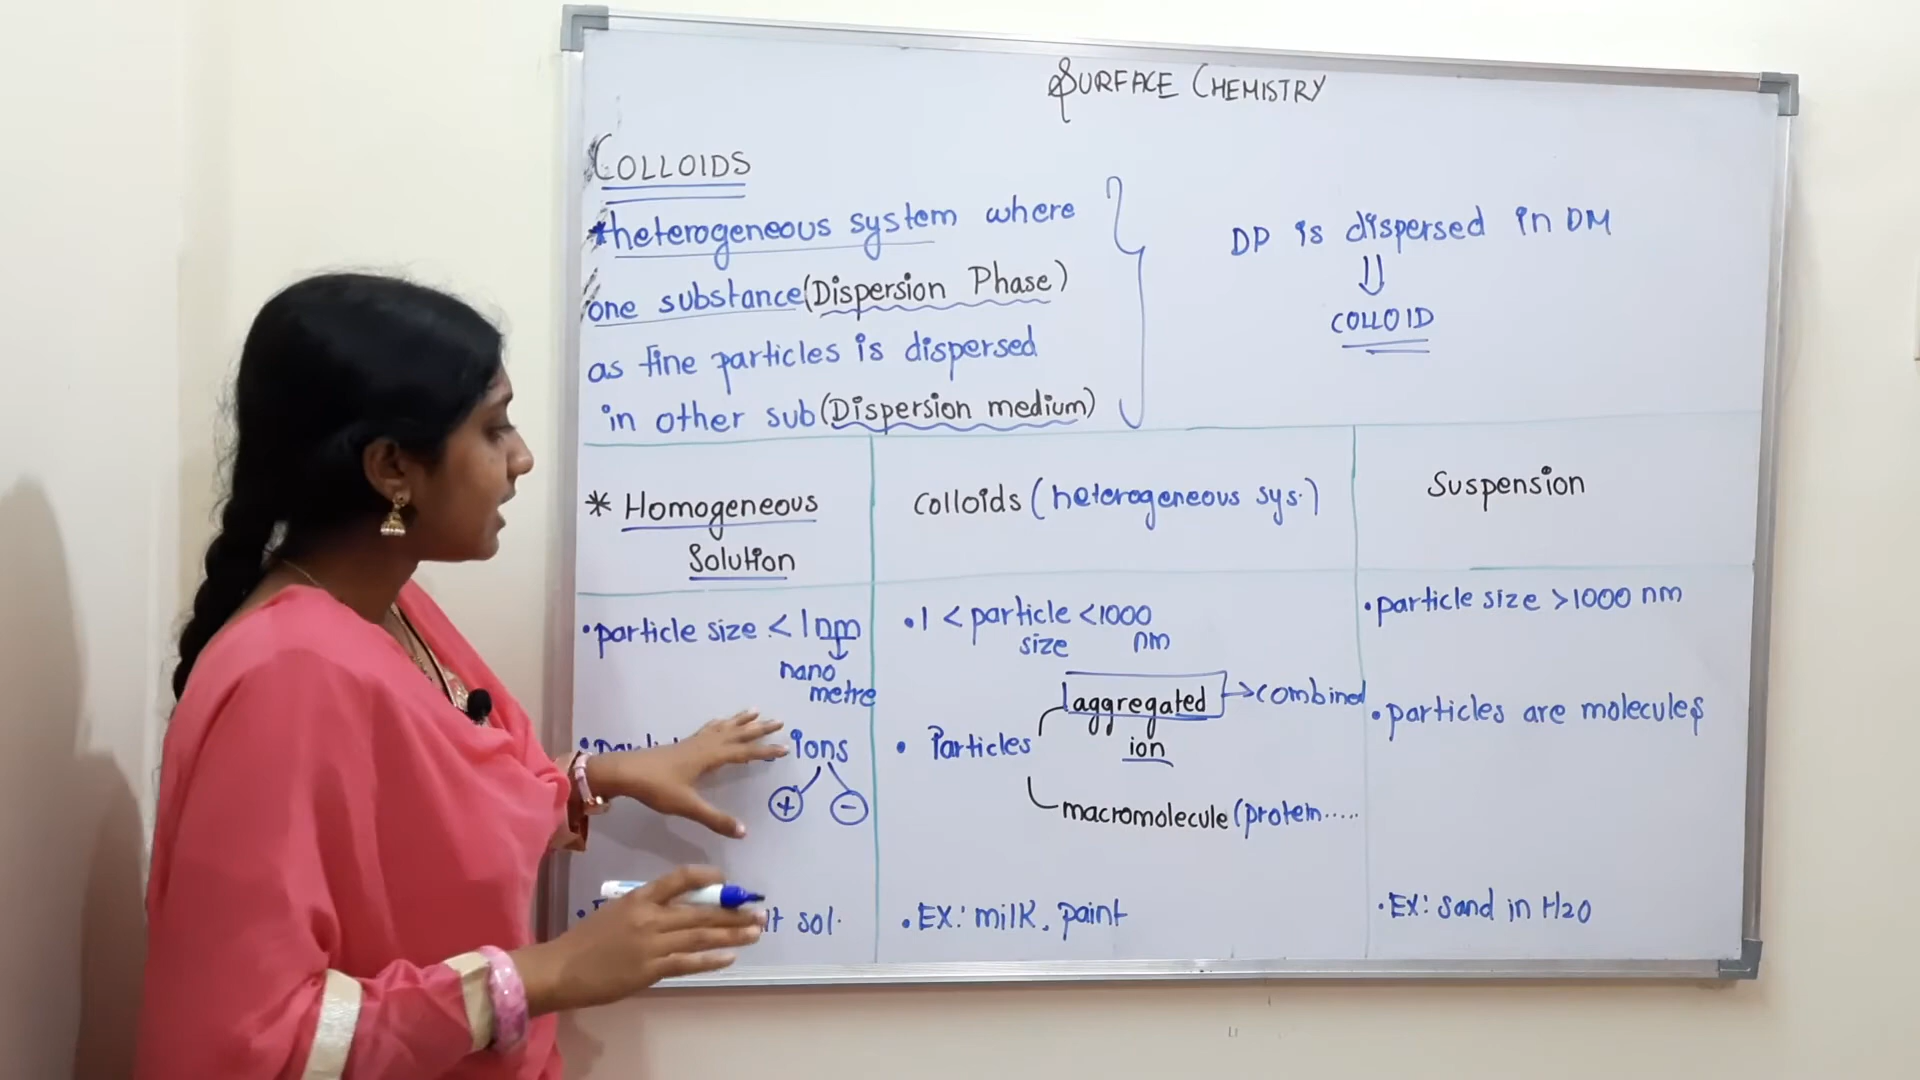 SURFACE CHEMISTRY
COLLOIDS
*heterogeneous system where
one substance (Dispersion Phase)
as fine particles is dispersed
in other sub (Dispersion medium)
DP is dispersed in DM
⇓
COLLOID
* Homogeneous
Solution
• particle size < 1 nm
↓
nano
metre
ions
+ −
sol.
Colloids (heterogeneous sys.)
• 1 < particle < 1000
size nm
• Particles
aggregated → combined
ion
macromolecule (protein.....
• EX: milk, paint
Suspension
• particle size > 1000 nm
• particles are molecules
• EX: sand in H2O